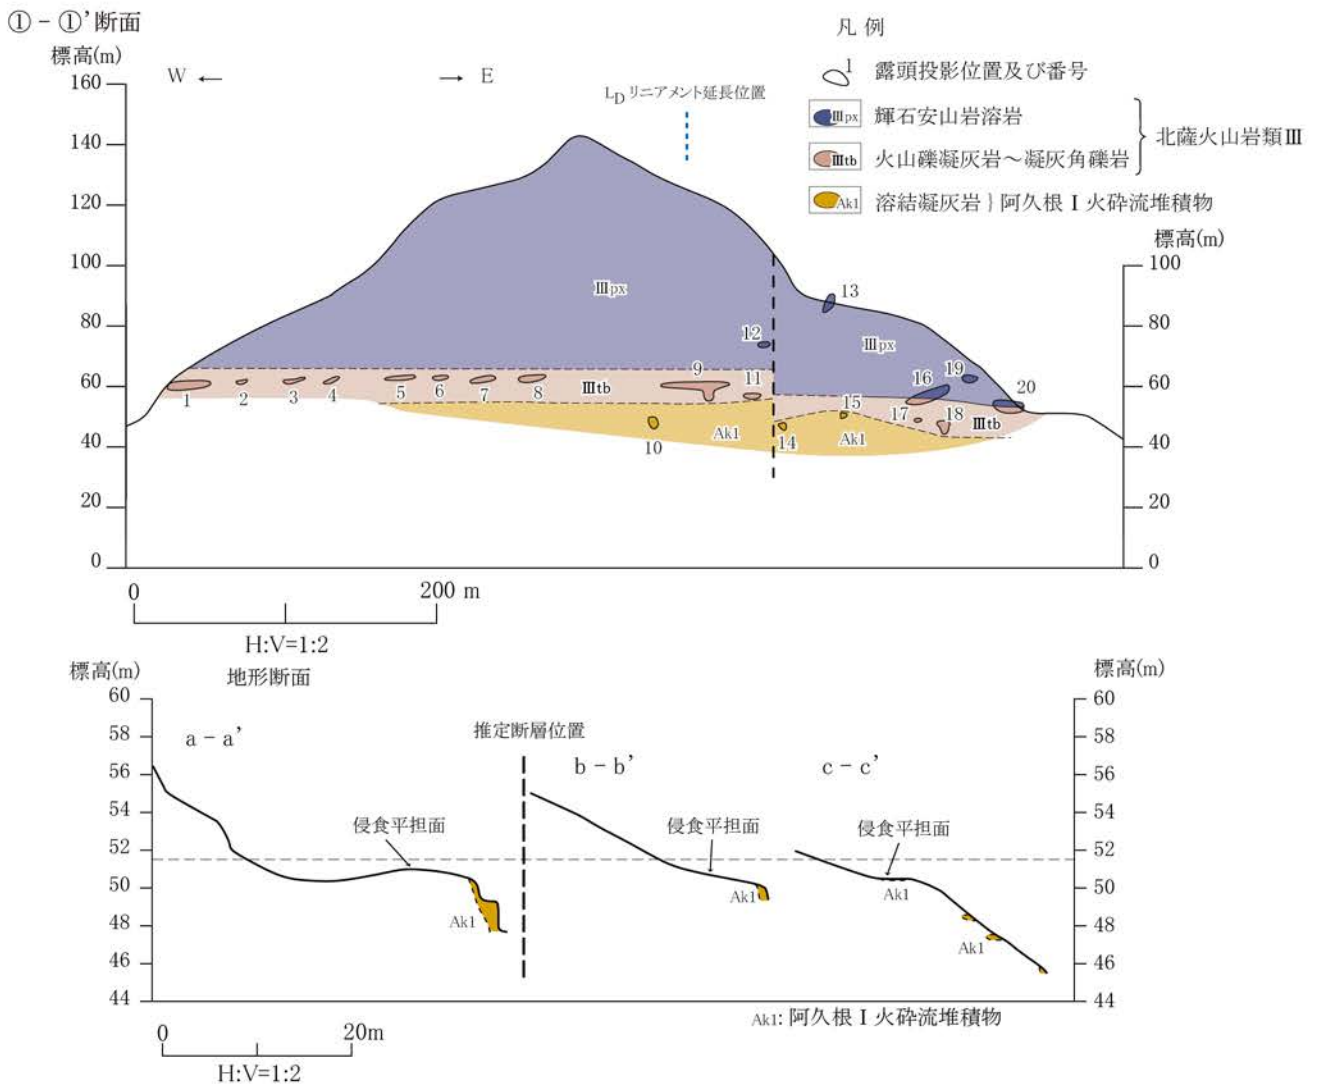 ①-①'断面
標高(m)
W ← → E
LD リニアメント延長位置
凡 例
1 露頭投影位置及び番号
Ⅲpx 輝石安山岩溶岩
Ⅲtb 火山礫凝灰岩～凝灰角礫岩
北薩火山岩類Ⅲ
Ak1 溶結凝灰岩 } 阿久根Ⅰ火砕流堆積物
標高(m)
160
140
120
100
80
60
40
20
0
100
80
60
40
20
0
Ⅲpx
Ⅲpx
12
13
1
2
3
4
5
6
7
8
Ⅲtb
9
11
10
Ak1
14
15
Ak1
16
17
18
19
20
Ⅲtb
0 200 m
H:V=1:2
標高(m)
地形断面
標高(m)
60
58
56
54
52
50
48
46
44
a - a'
推定断層位置
b - b'
c - c'
侵食平担面
侵食平担面
侵食平担面
Ak1
Ak1
Ak1
Ak1
60
58
56
54
52
50
48
46
44
Ak1: 阿久根Ⅰ火砕流堆積物
0 20m
H:V=1:2